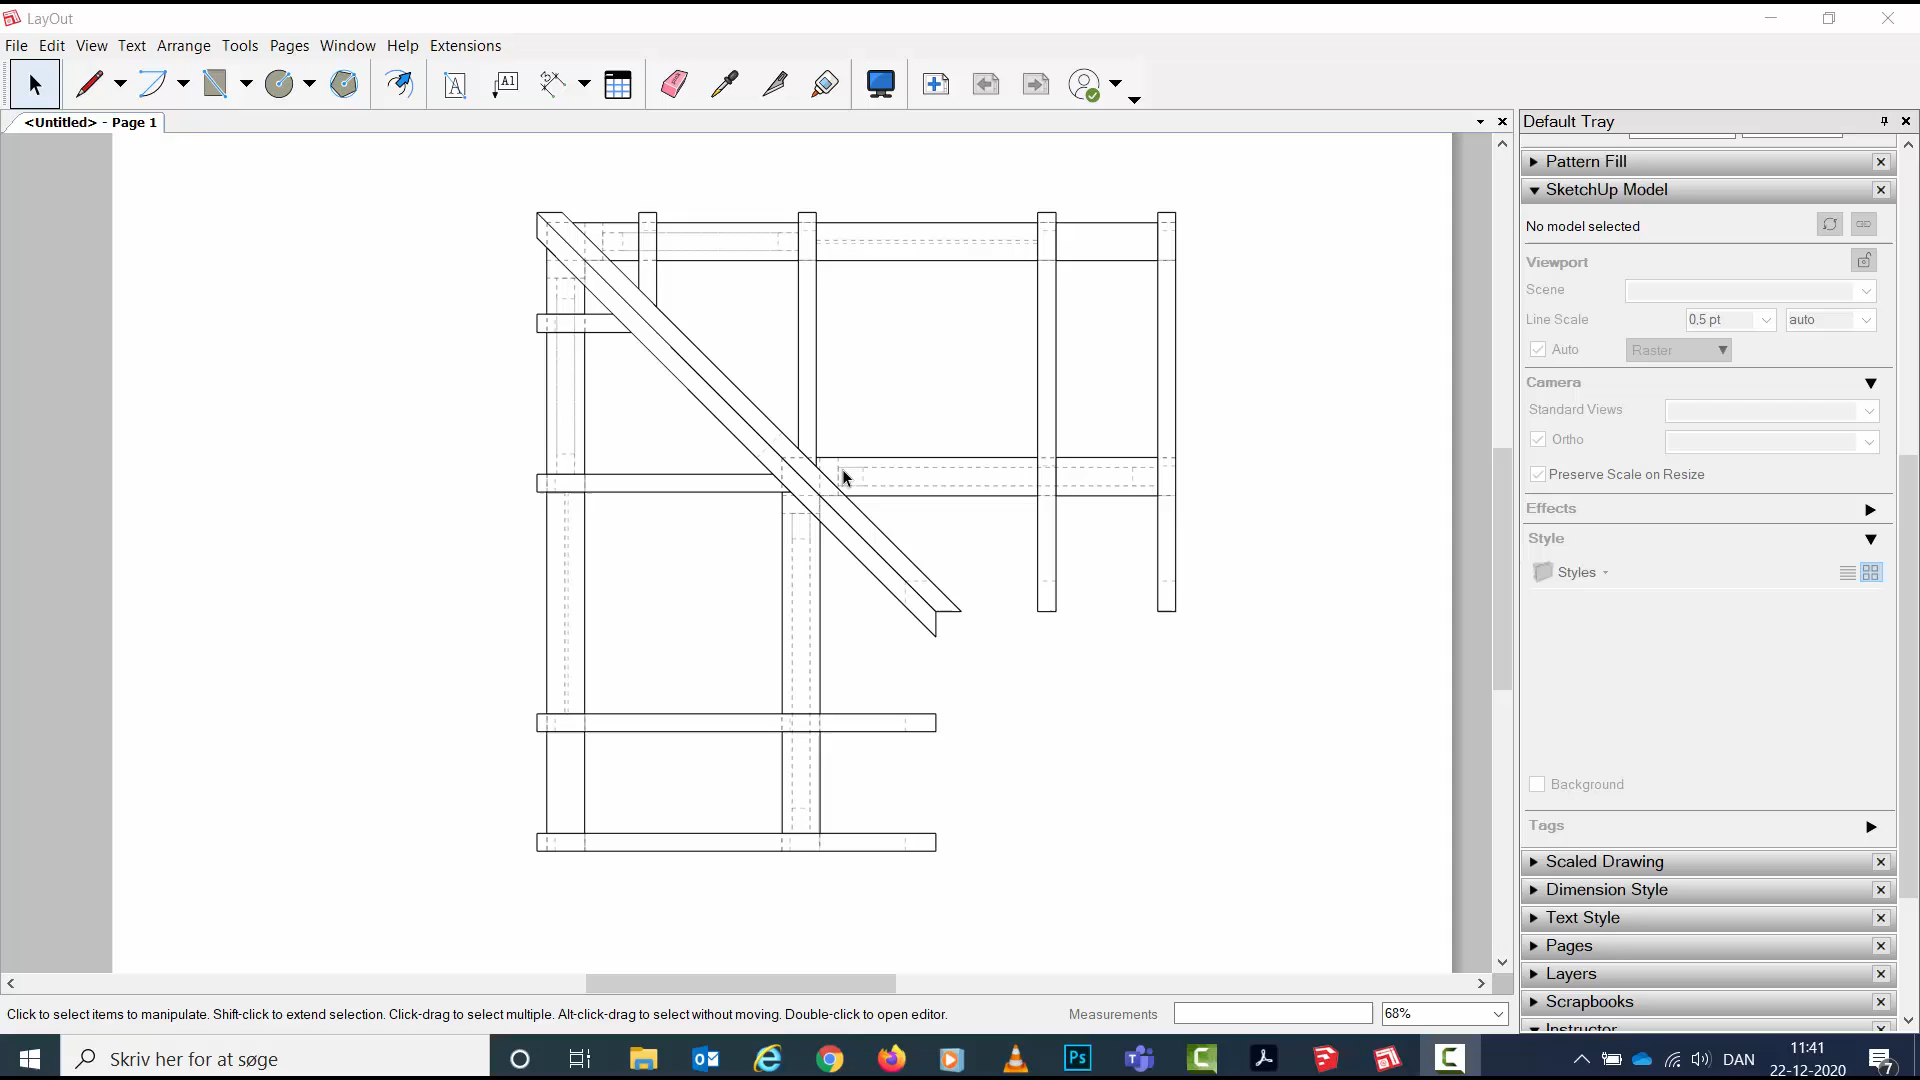 LayOut
File Edit View Text Arrange Tools Pages Window Help Extensions
A A1
<Untitled> - Page 1
Default Tray
Pattern Fill
SketchUp Model
No model selected
Viewport
Scene
Line Scale 0,5 pt auto
Auto Raster
Camera
Standard Views
Ortho
Preserve Scale on Resize
Effects
Style
Styles
Background
Tags
Scaled Drawing
Dimension Style
Text Style
Pages
Layers
Scrapbooks
Instructor
Click to select items to manipulate. Shift-click to extend selection. Click-drag to select multiple. Alt-click-drag to select without moving. Double-click to open editor.
Measurements 68%
Skriv her for at søge
Ps
DAN
11:41
22-12-2020
7